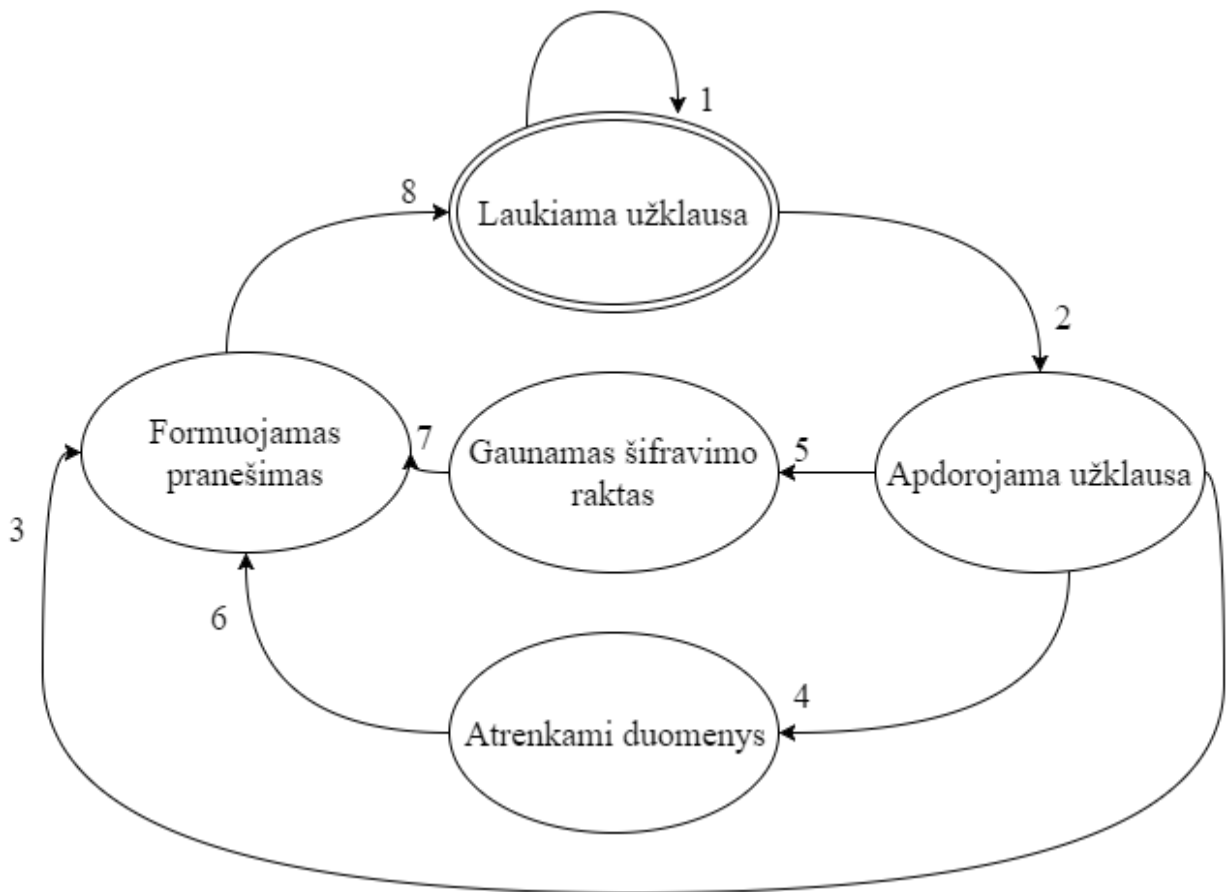 1
8
Laukiama užklausa
2
Formuojamas
pranešimas
7
Gaunamas šifravimo
raktas
5
Apdorojama užklausa
3
6
4
Atrenkami duomenys